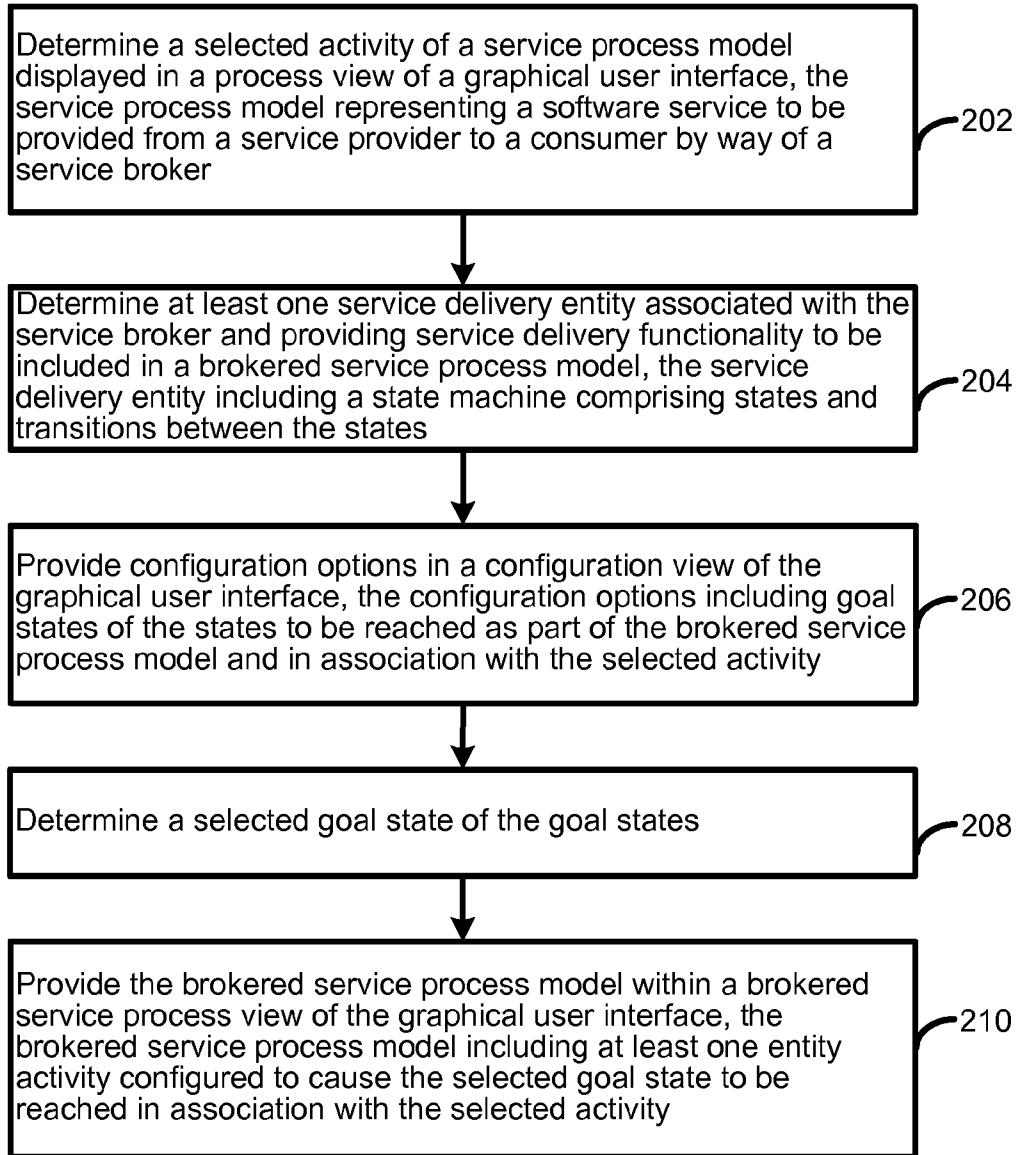 Determine a selected activity of a service process model
displayed in a process view of a graphical user interface, the
service process model representing a software service to be
provided from a service provider to a consumer by way of a
service broker
202
Determine at least one service delivery entity associated with the
service broker and providing service delivery functionality to be
included in a brokered service process model, the service
delivery entity including a state machine comprising states and
transitions between the states
204
Provide configuration options in a configuration view of the
graphical user interface, the configuration options including goal
states of the states to be reached as part of the brokered service
process model and in association with the selected activity
206
Determine a selected goal state of the goal states
208
Provide the brokered service process model within a brokered
service process view of the graphical user interface, the
brokered service process model including at least one entity
activity configured to cause the selected goal state to be
reached in association with the selected activity
210